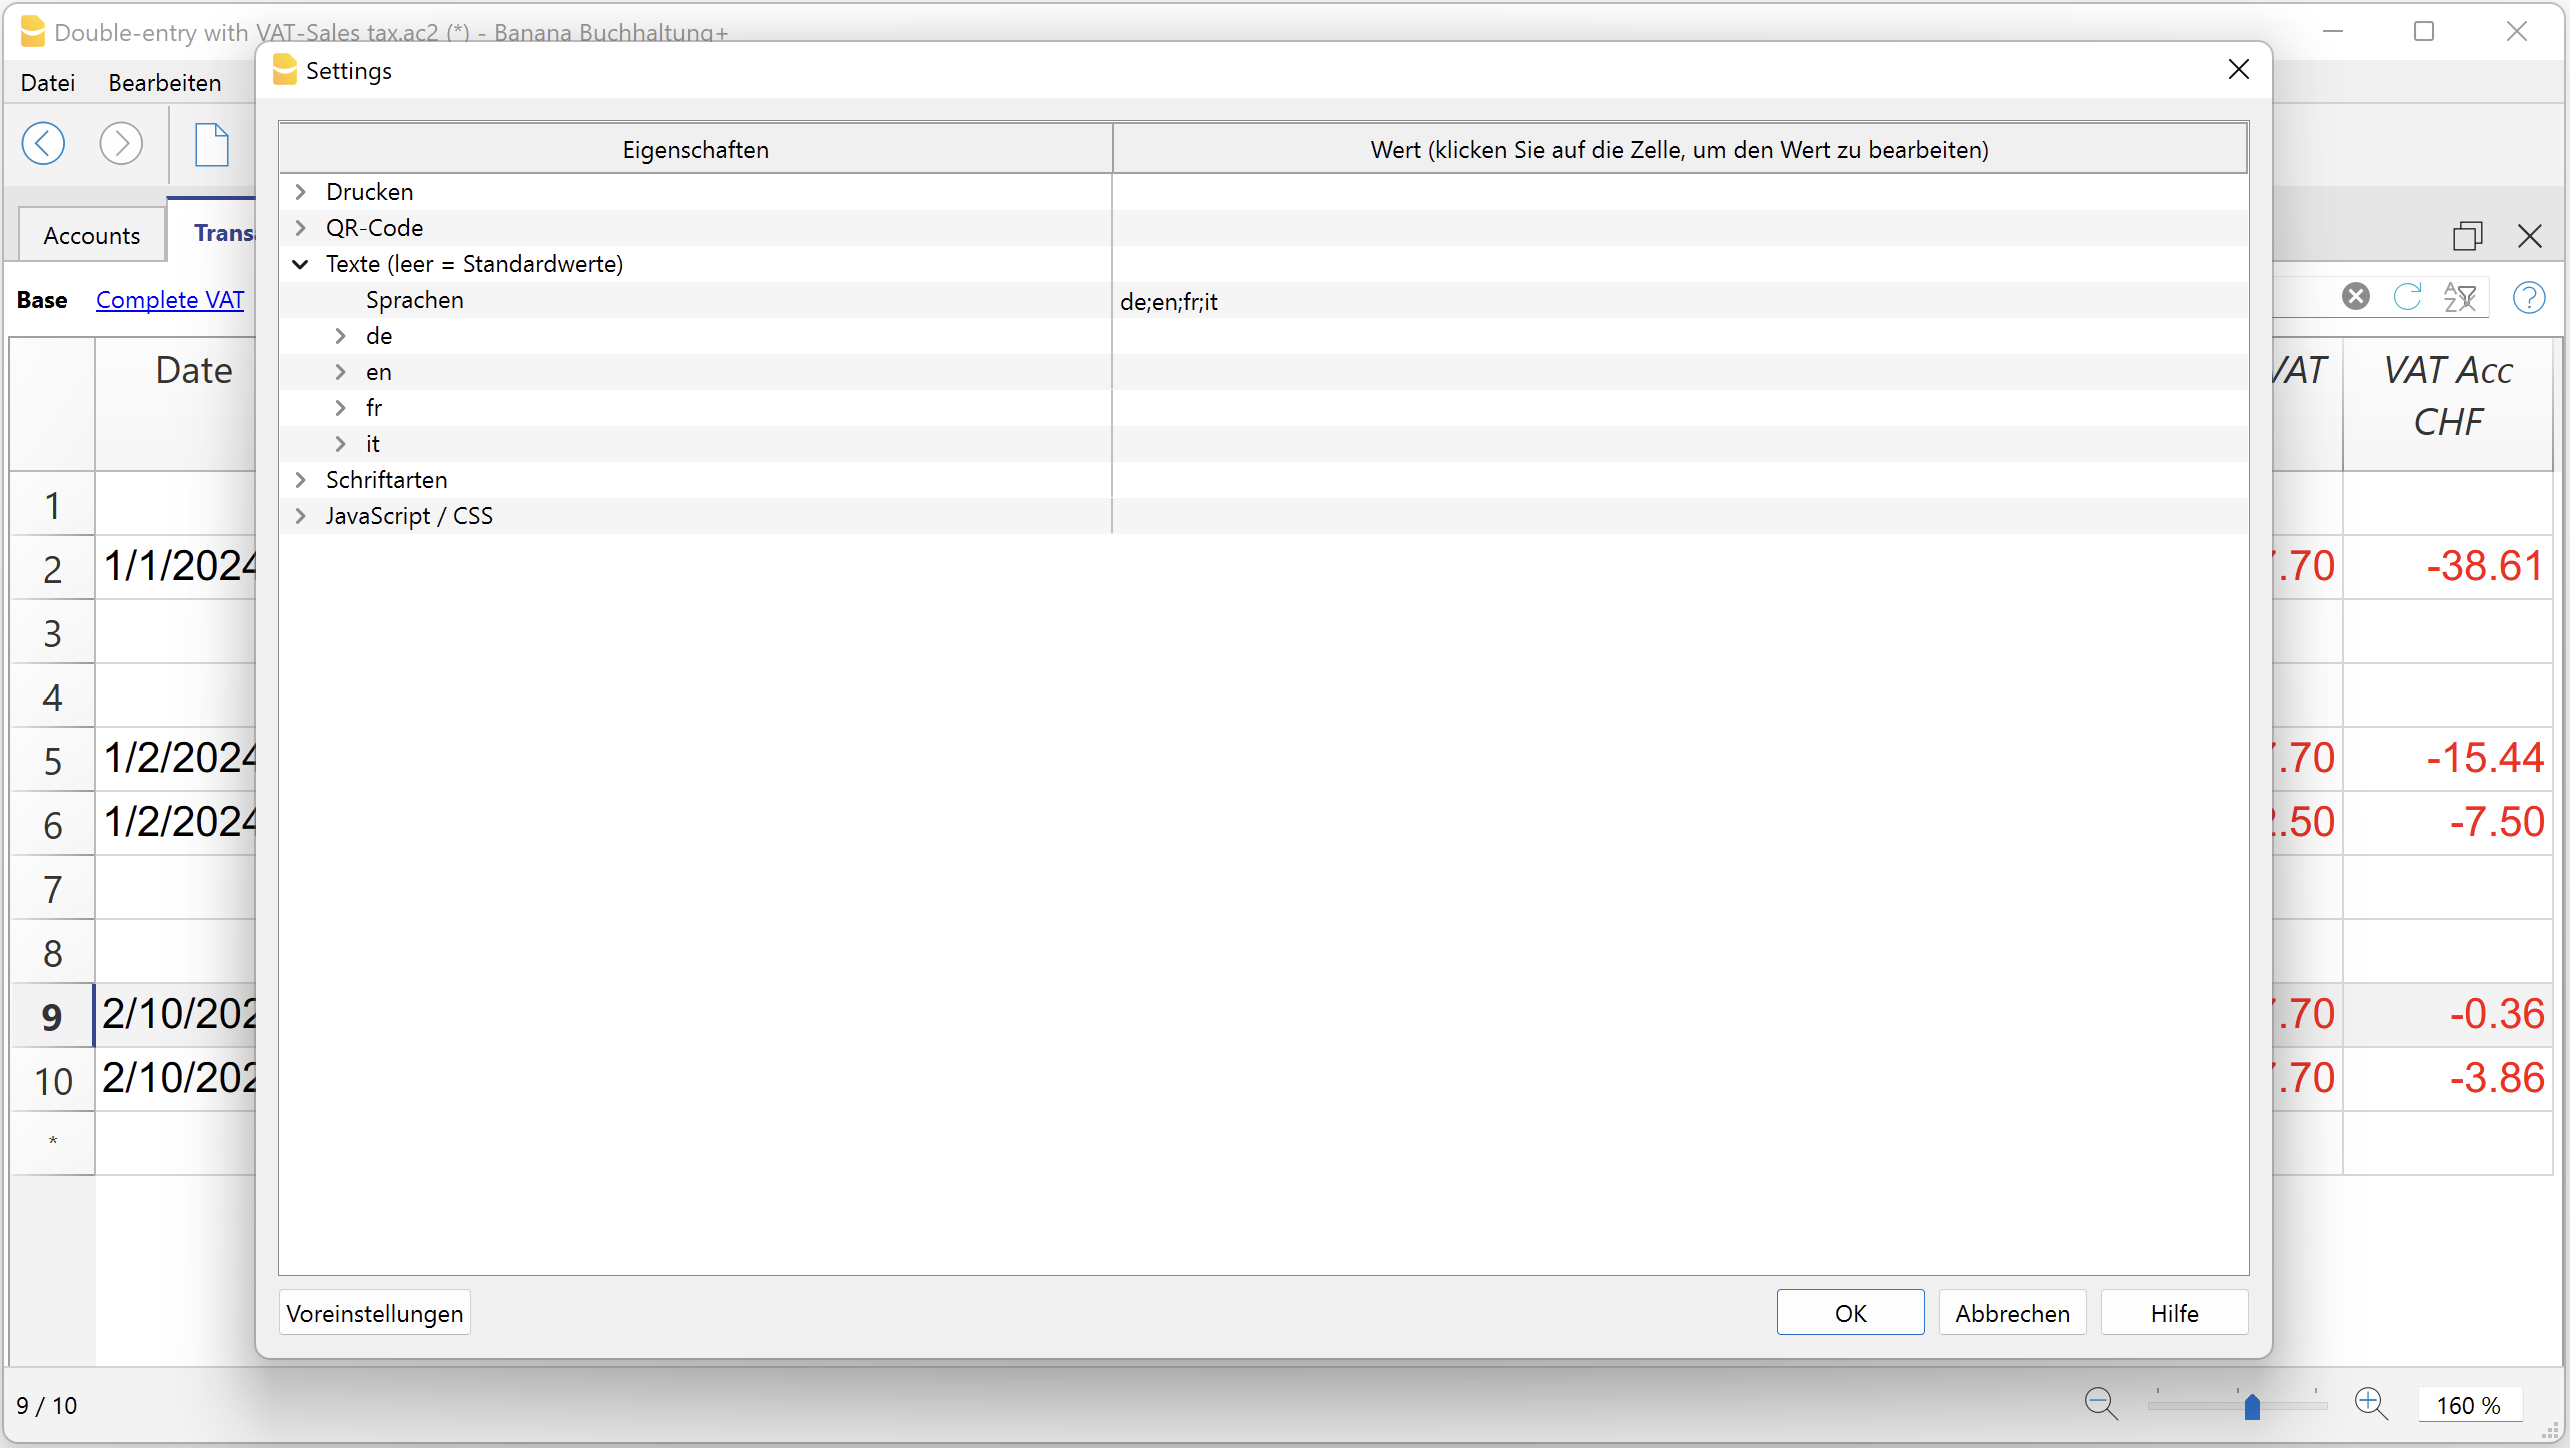 Double-entry with VAT-Sales tax.ac2 (*) - Banana Buchhaltung+
Settings
Datei Bearbeiten
Eigenschaften Wert (klicken Sie auf die Zelle, um den Wert zu bearbeiten)
Drucken
QR-Code
Texte (leer = Standardwerte)
Sprachen de;en;fr;it
de
en
fr
it
Schriftarten
JavaScript / CSS
Voreinstellungen OK Abbrechen Hilfe
Accounts
Base Complete VAT
Date VAT VAT Acc
CHF
1
2 1/1/2024 .70 -38.61
3
4
5 1/2/2024 .70 -15.44
6 1/2/2024 .50 -7.50
7
8
9 2/10/202 .70 -0.36
10 2/10/202 .70 -3.86
*
9 / 10 160 %